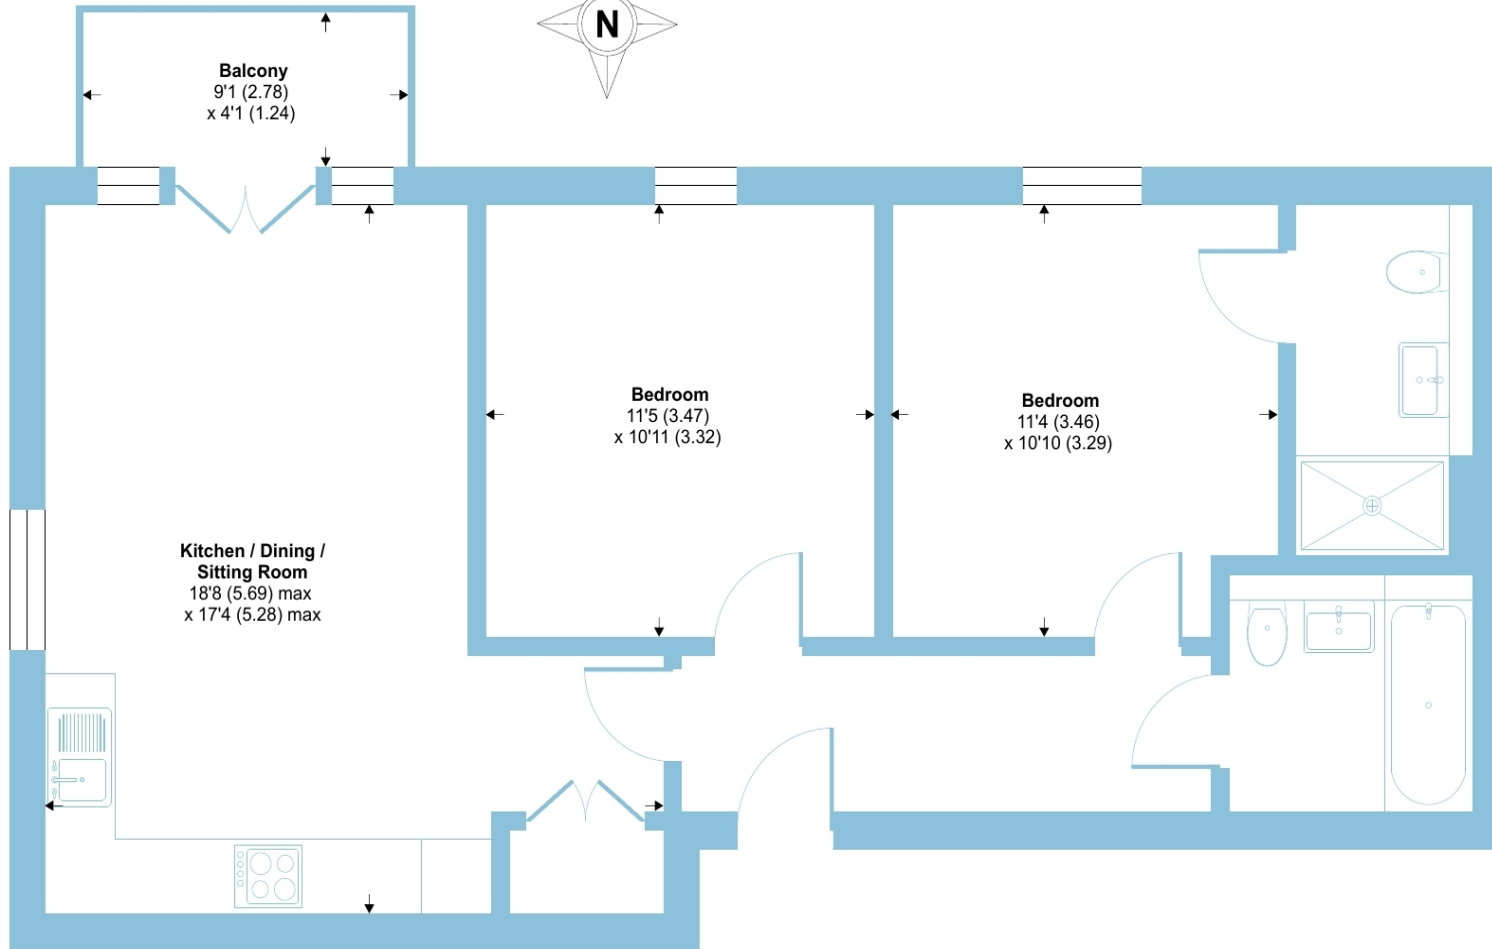 N
Balcony
9'1 (2.78)
x 4'1 (1.24)
Bedroom
11'5 (3.47)
x 10'11 (3.32)
Bedroom
11'4 (3.46)
x 10'10 (3.29)
Kitchen / Dining /
Sitting Room
18'8 (5.69) max
x 17'4 (5.28) max